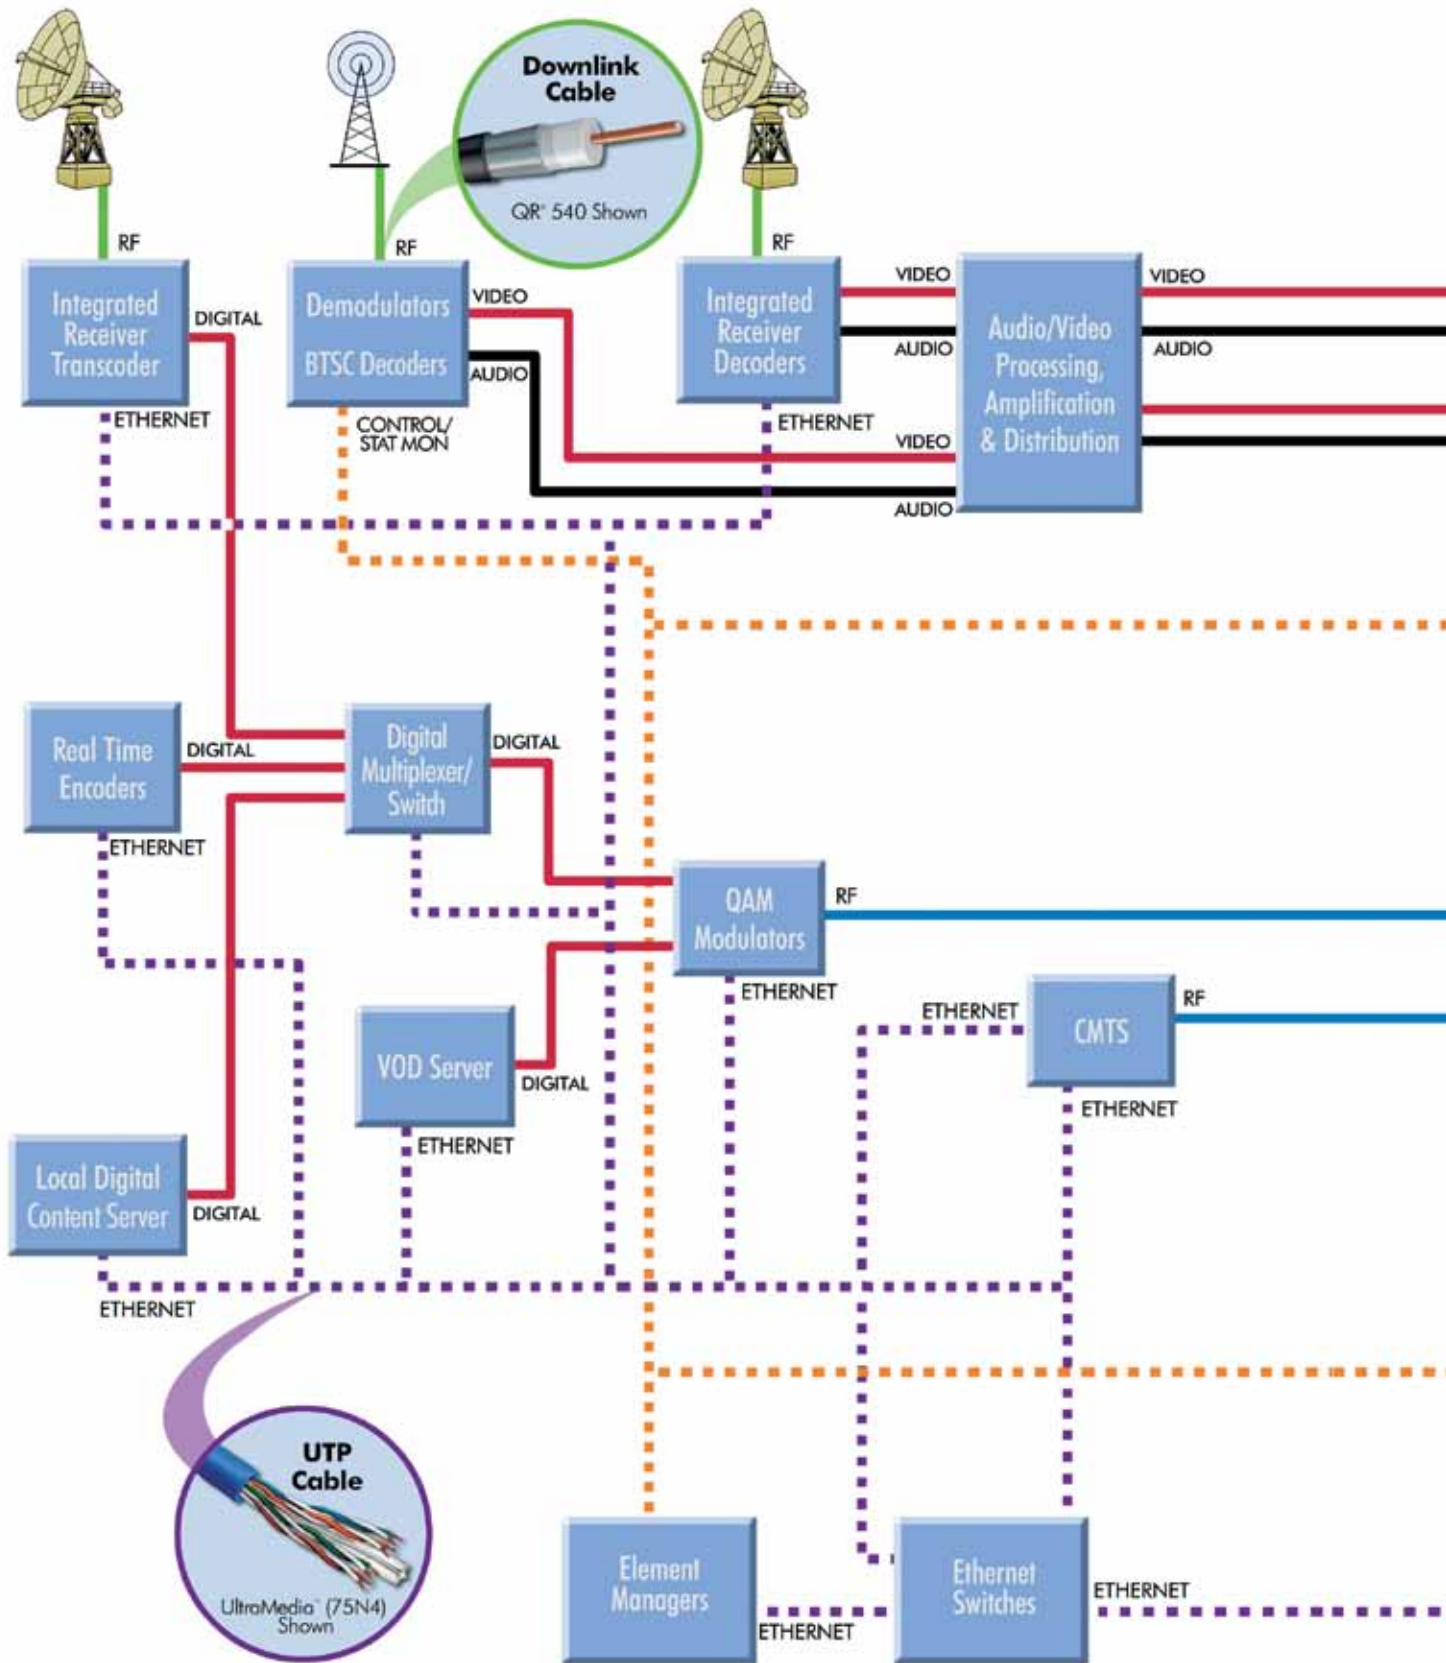 Downlink
Cable
QR® 540 Shown
RF
RF
RF
Integrated
Receiver
Transcoder
DIGITAL
ETHERNET
Demodulators
BTSC Decoders
VIDEO
AUDIO
CONTROL/
STAT MON
Integrated
Receiver
Decoders
VIDEO
AUDIO
ETHERNET
VIDEO
AUDIO
Audio/Video
Processing,
Amplification
& Distribution
VIDEO
AUDIO
Real Time
Encoders
DIGITAL
ETHERNET
Digital
Multiplexer/
Switch
DIGITAL
QAM
Modulators
RF
ETHERNET
ETHERNET
CMTS
RF
ETHERNET
VOD Server
DIGITAL
ETHERNET
Local Digital
Content Server
DIGITAL
ETHERNET
UTP
Cable
UltraMedia™ (75N4)
Shown
Element
Managers
ETHERNET
Ethernet
Switches
ETHERNET